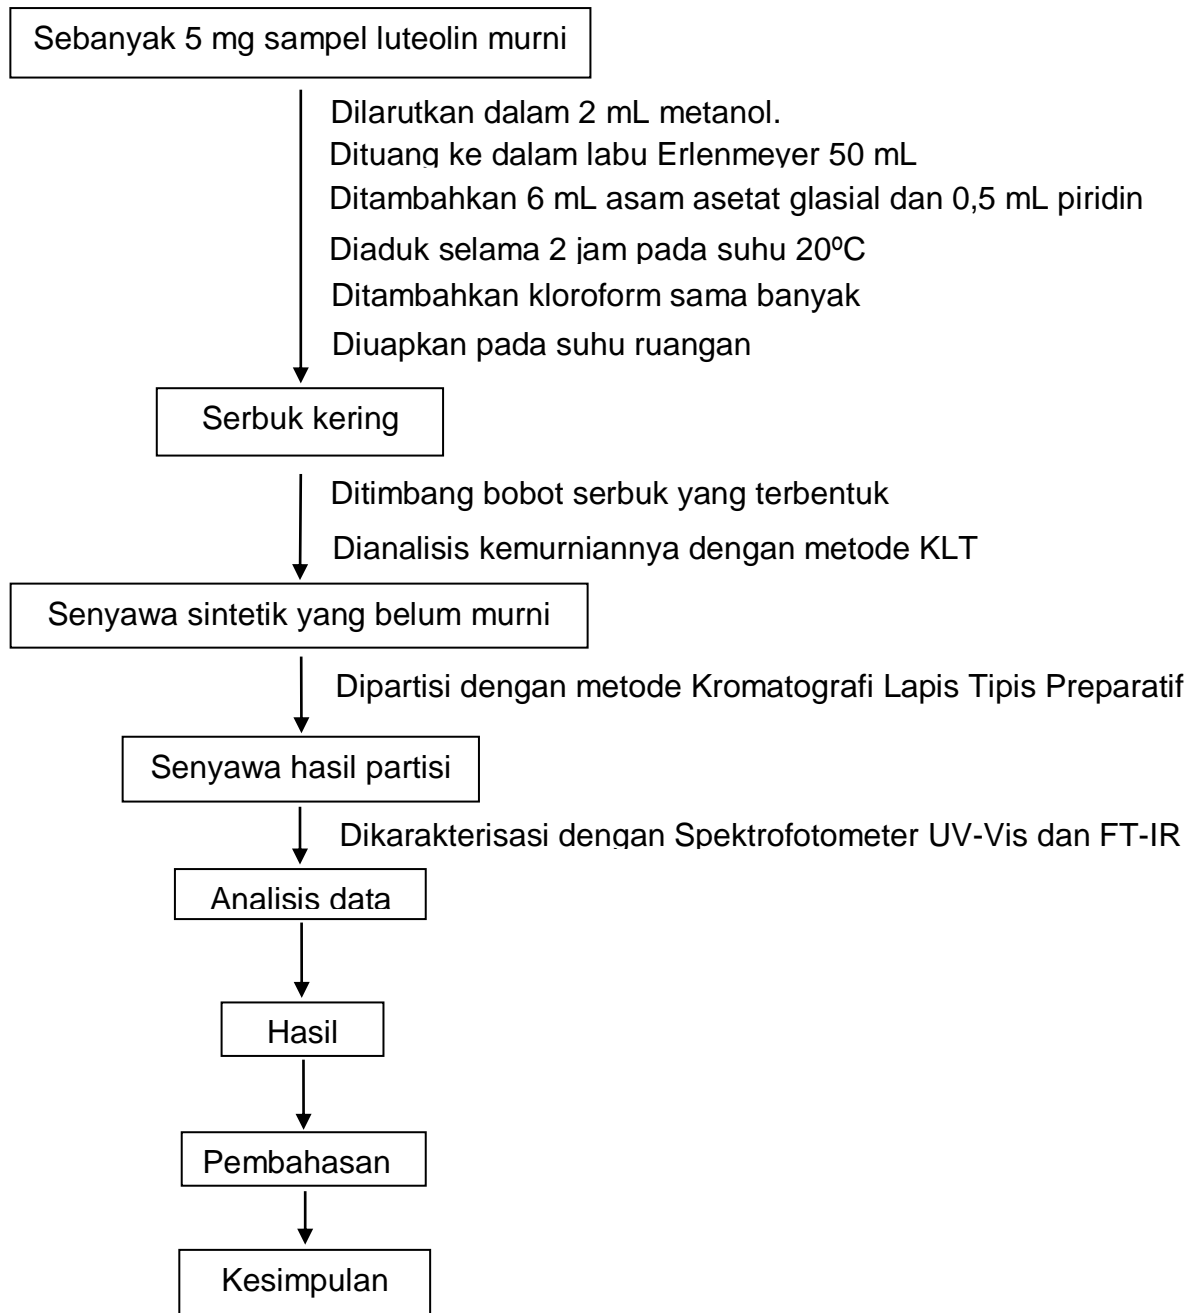 Sebanyak 5 mg sampel luteolin murni
Dilarutkan dalam 2 mL metanol.
Dituang ke dalam labu Erlenmeyer 50 mL
Ditambahkan 6 mL asam asetat glasial dan 0,5 mL piridin
Diaduk selama 2 jam pada suhu 20⁰C
Ditambahkan kloroform sama banyak
Diuapkan pada suhu ruangan
Serbuk kering
Ditimbang bobot serbuk yang terbentuk
Dianalisis kemurniannya dengan metode KLT
Senyawa sintetik yang belum murni
Dipartisi dengan metode Kromatografi Lapis Tipis Preparatif
Senyawa hasil partisi
Dikarakterisasi dengan Spektrofotometer UV-Vis dan FT-IR
Analisis data
Hasil
Pembahasan
Kesimpulan